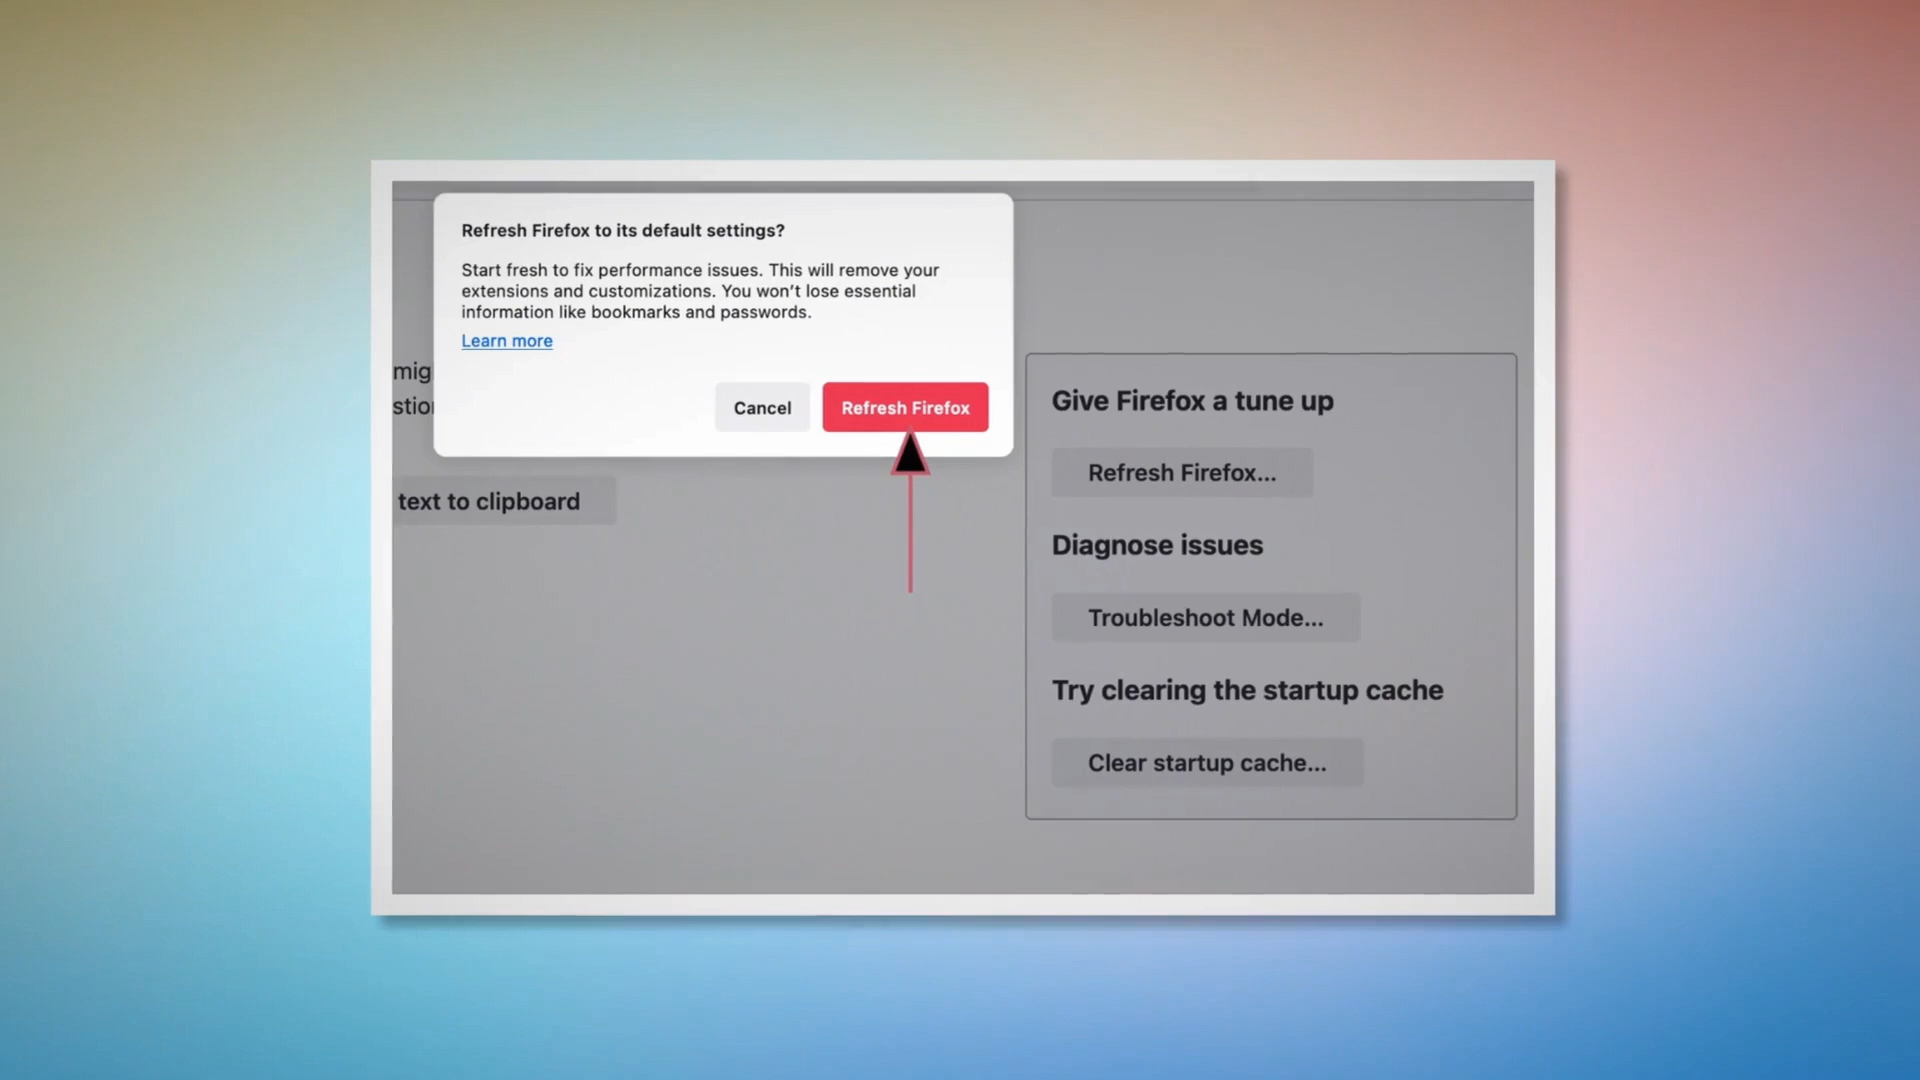 Refresh Firefox to its default settings?
Start fresh to fix performance issues. This will remove your
extensions and customizations. You won’t lose essential
information like bookmarks and passwords.
Learn more
Cancel
Refresh Firefox
mig
stion
text to clipboard
Give Firefox a tune up
Refresh Firefox...
Diagnose issues
Troubleshoot Mode...
Try clearing the startup cache
Clear startup cache...